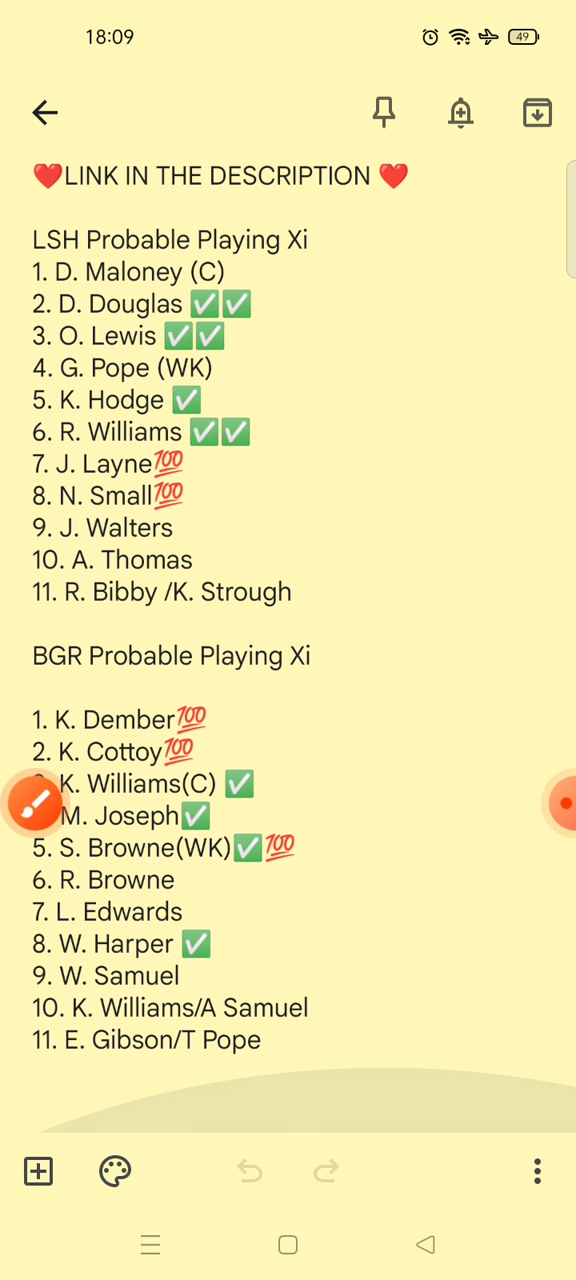 18:09
49
❤️LINK IN THE DESCRIPTION ❤️
LSH Probable Playing Xi
1. D. Maloney (C)
2. D. Douglas ✅✅
3. O. Lewis ✅✅
4. G. Pope (WK)
5. K. Hodge ✅
6. R. Williams ✅✅
7. J. Layne💯
8. N. Small💯
9. J. Walters
10. A. Thomas
11. R. Bibby /K. Strough
BGR Probable Playing Xi
1. K. Dember💯
2. K. Cottoy💯
K. Williams(C) ✅
M. Joseph✅
5. S. Browne(WK)✅💯
6. R. Browne
7. L. Edwards
8. W. Harper ✅
9. W. Samuel
10. K. Williams/A Samuel
11. E. Gibson/T Pope